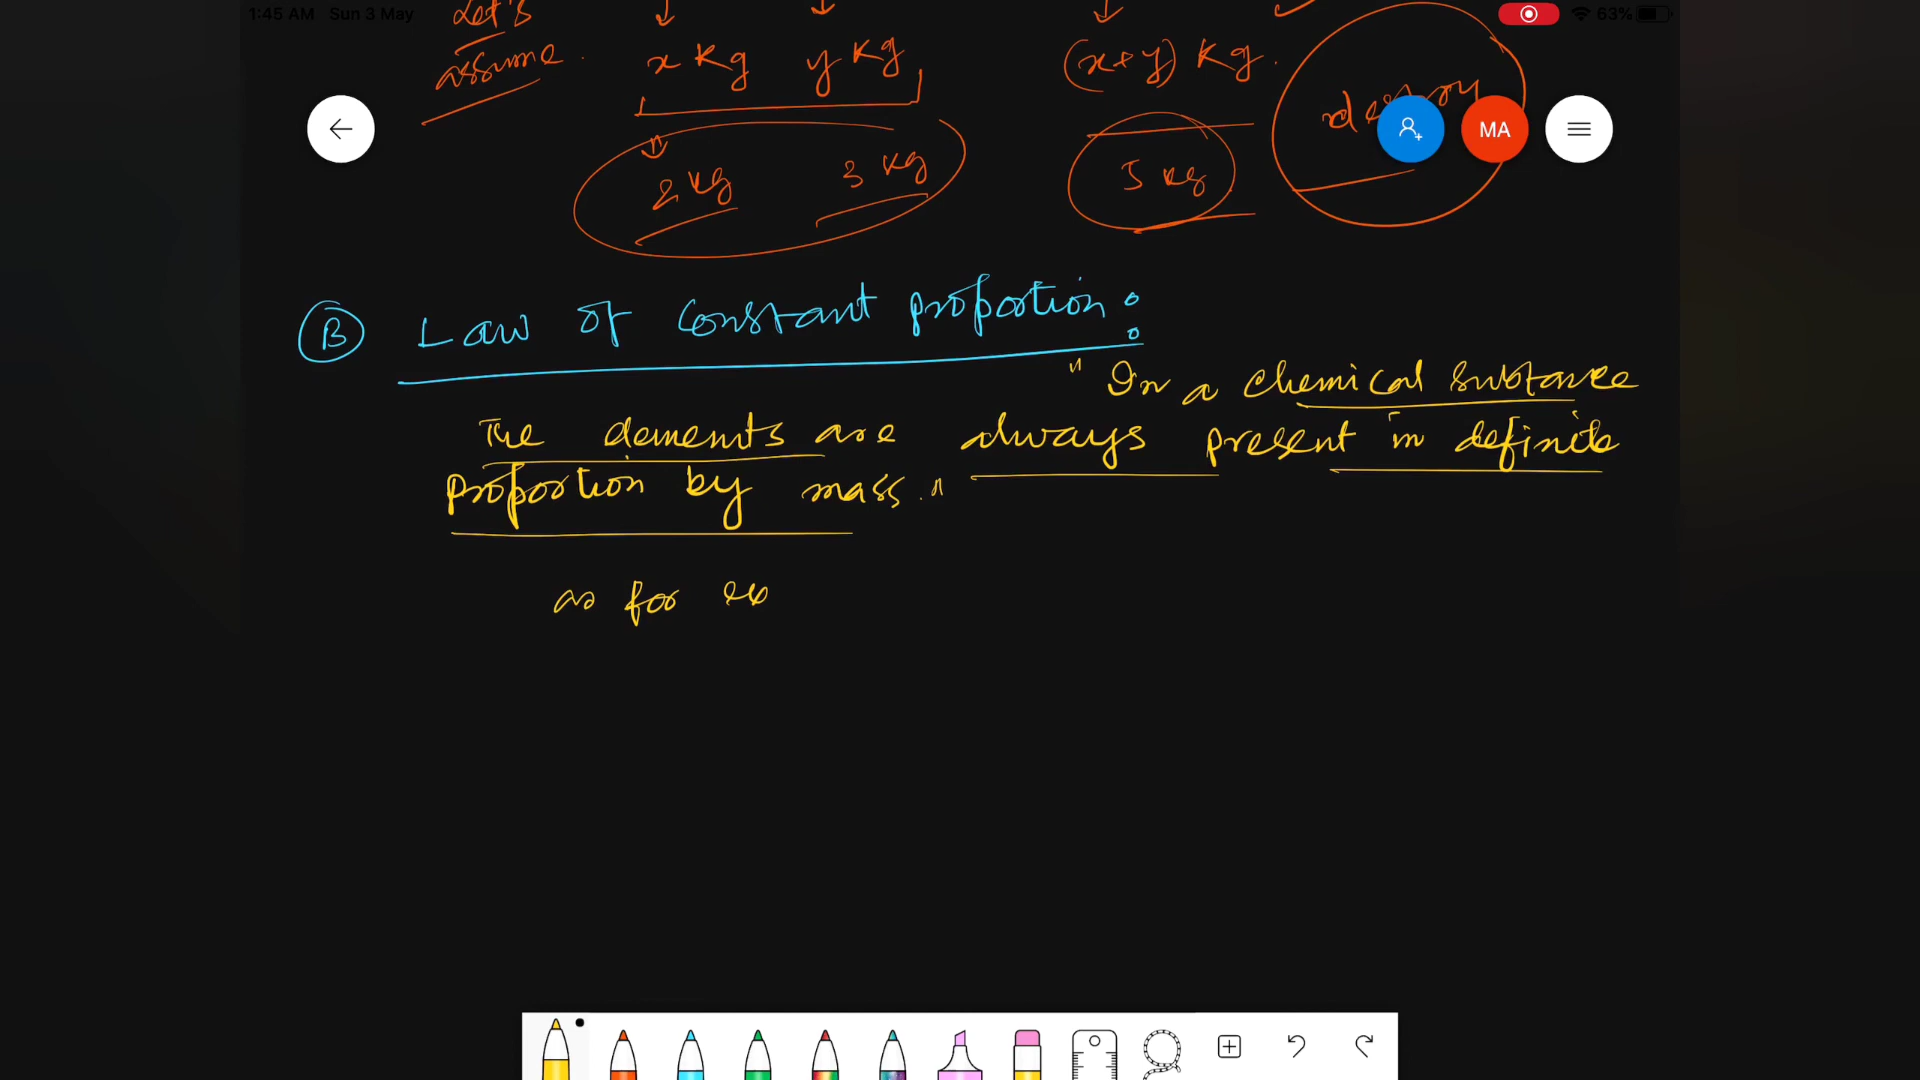 1:45 AM Sun 3 May 63%
Let's
assume.
x Kg y Kg (x+y) Kg.
MA
2 Kg 3 Kg 5 Kg
B Law of Constant proportion:
" In a chemical substance
The elements are always present in definite
proportion by mass. "
as for ex